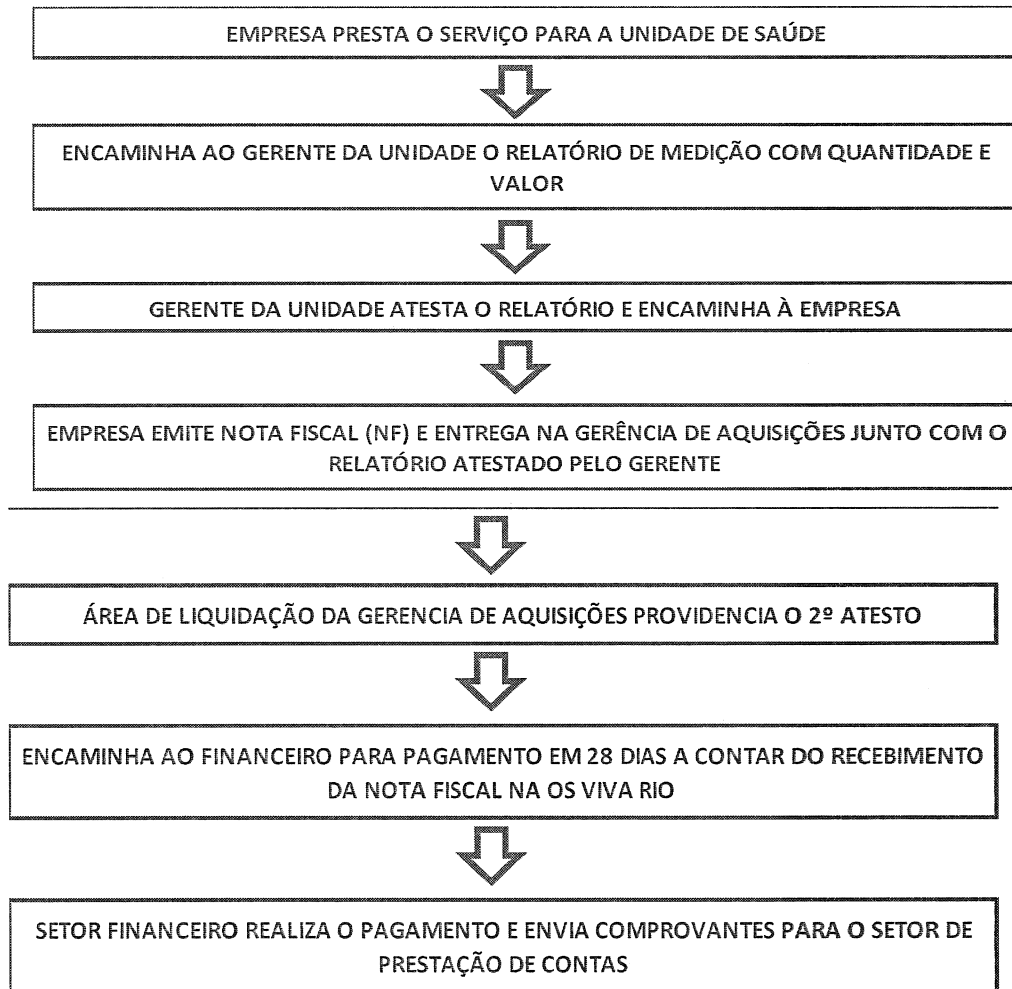 EMPRESA PRESTA O SERVIÇO PARA A UNIDADE DE SAÚDE
ENCAMINHA AO GERENTE DA UNIDADE O RELATÓRIO DE MEDIÇÃO COM QUANTIDADE E
VALOR
GERENTE DA UNIDADE ATESTA O RELATÓRIO E ENCAMINHA À EMPRESA
EMPRESA EMITE NOTA FISCAL (NF) E ENTREGA NA GERÊNCIA DE AQUISIÇÕES JUNTO COM O
RELATÓRIO ATESTADO PELO GERENTE
ÁREA DE LIQUIDAÇÃO DA GERENCIA DE AQUISIÇÕES PROVIDENCIA O 2º ATESTO
ENCAMINHA AO FINANCEIRO PARA PAGAMENTO EM 28 DIAS A CONTAR DO RECEBIMENTO
DA NOTA FISCAL NA OS VIVA RIO
SETOR FINANCEIRO REALIZA O PAGAMENTO E ENVIA COMPROVANTES PARA O SETOR DE
PRESTAÇÃO DE CONTAS